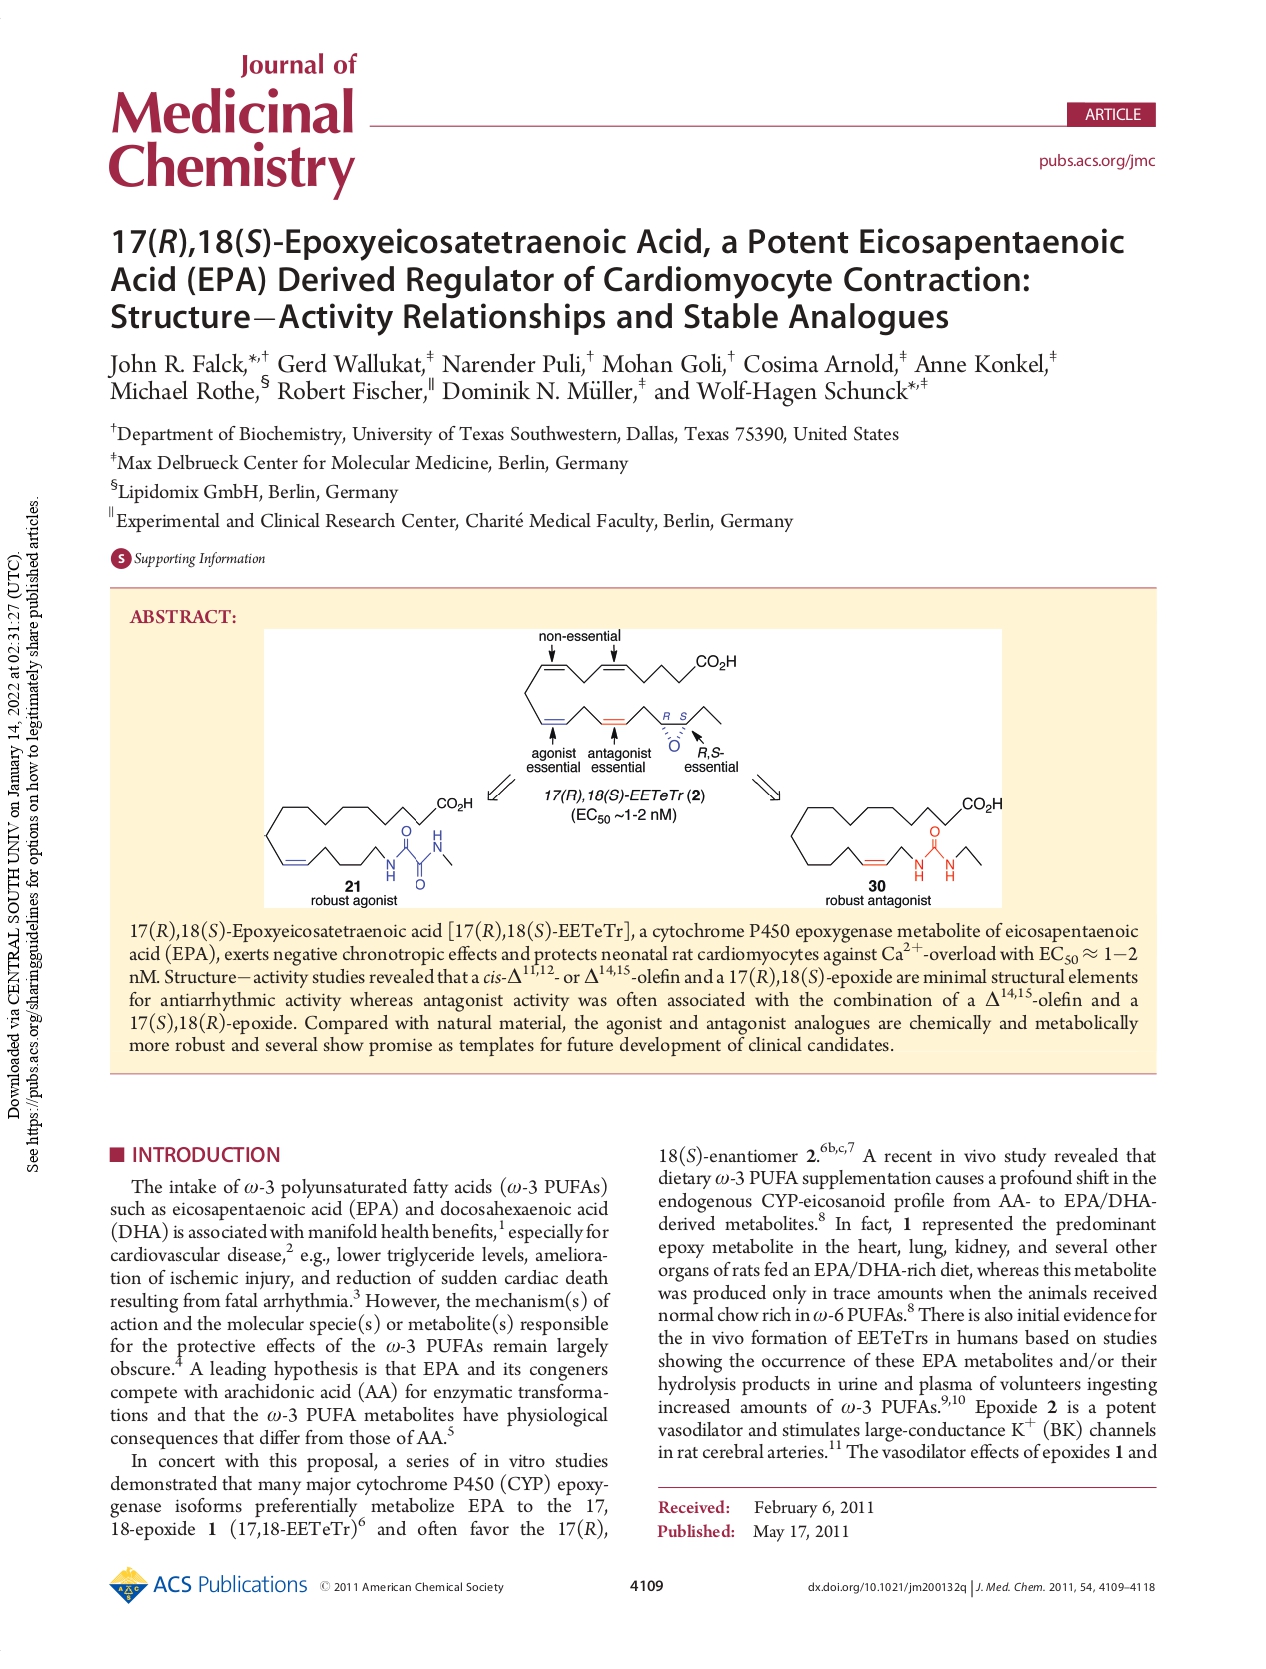 Journal of
Medicinal
Chemistry
ARTICLE
pubs.acs.org/jmc
17(R),18(S)-Epoxyeicosatetraenoic Acid, a Potent Eicosapentaenoic
Acid (EPA) Derived Regulator of Cardiomyocyte Contraction:
Structure−Activity Relationships and Stable Analogues
John R. Falck,*,† Gerd Wallukat,‡ Narender Puli,† Mohan Goli,† Cosima Arnold,‡ Anne Konkel,‡
Michael Rothe,§ Robert Fischer,∥ Dominik N. Müller,‡ and Wolf-Hagen Schunck*,‡
†Department of Biochemistry, University of Texas Southwestern, Dallas, Texas 75390, United States
‡Max Delbrueck Center for Molecular Medicine, Berlin, Germany
§Lipidomix GmbH, Berlin, Germany
∥Experimental and Clinical Research Center, Charité Medical Faculty, Berlin, Germany
S Supporting Information
ABSTRACT:
non-essential
CO2H
R S
O
agonist essential
antagonist essential
R,S-essential
17(R),18(S)-EETeTr (2)
(EC50 ~1-2 nM)
CO2H
O
H
N
N
H
O
21
robust agonist
CO2H
O
N
H
N
H
30
robust antagonist
17(R),18(S)-Epoxyeicosatetraenoic acid [17(R),18(S)-EETeTr], a cytochrome P450 epoxygenase metabolite of eicosapentaenoic
acid (EPA), exerts negative chronotropic effects and protects neonatal rat cardiomyocytes against Ca2+-overload with EC50 ≈ 1−2
nM. Structure−activity studies revealed that a cis-Δ11,12- or Δ14,15-olefin and a 17(R),18(S)-epoxide are minimal structural elements
for antiarrhythmic activity whereas antagonist activity was often associated with the combination of a Δ14,15-olefin and a
17(S),18(R)-epoxide. Compared with natural material, the agonist and antagonist analogues are chemically and metabolically
more robust and several show promise as templates for future development of clinical candidates.
■ INTRODUCTION
The intake of ω-3 polyunsaturated fatty acids (ω-3 PUFAs)
such as eicosapentaenoic acid (EPA) and docosahexaenoic acid
(DHA) is associated with manifold health benefits,1 especially for
cardiovascular disease,2 e.g., lower triglyceride levels, ameliora-
tion of ischemic injury, and reduction of sudden cardiac death
resulting from fatal arrhythmia.3 However, the mechanism(s) of
action and the molecular specie(s) or metabolite(s) responsible
for the protective effects of the ω-3 PUFAs remain largely
obscure.4 A leading hypothesis is that EPA and its congeners
compete with arachidonic acid (AA) for enzymatic transforma-
tions and that the ω-3 PUFA metabolites have physiological
consequences that differ from those of AA.5
In concert with this proposal, a series of in vitro studies
demonstrated that many major cytochrome P450 (CYP) epoxy-
genase isoforms preferentially metabolize EPA to the 17,
18-epoxide 1 (17,18-EETeTr)6 and often favor the 17(R),
18(S)-enantiomer 2.6b,c,7 A recent in vivo study revealed that
dietary ω-3 PUFA supplementation causes a profound shift in the
endogenous CYP-eicosanoid profile from AA- to EPA/DHA-
derived metabolites.8 In fact, 1 represented the predominant
epoxy metabolite in the heart, lung, kidney, and several other
organs of rats fed an EPA/DHA-rich diet, whereas this metabolite
was produced only in trace amounts when the animals received
normal chow rich in ω-6 PUFAs.8 There is also initial evidence for
the in vivo formation of EETeTrs in humans based on studies
showing the occurrence of these EPA metabolites and/or their
hydrolysis products in urine and plasma of volunteers ingesting
increased amounts of ω-3 PUFAs.9,10 Epoxide 2 is a potent
vasodilator and stimulates large-conductance K+ (BK) channels
in rat cerebral arteries.11 The vasodilator effects of epoxides 1 and
Received: February 6, 2011
Published: May 17, 2011
ACS Publications © 2011 American Chemical Society
4109
dx.doi.org/10.1021/jm200132q | J. Med. Chem. 2011, 54, 4109–4118
Downloaded via CENTRAL SOUTH UNIV on January 14, 2022 at 02:31:27 (UTC).
See https://pubs.acs.org/sharingguidelines for options on how to legitimately share published articles.